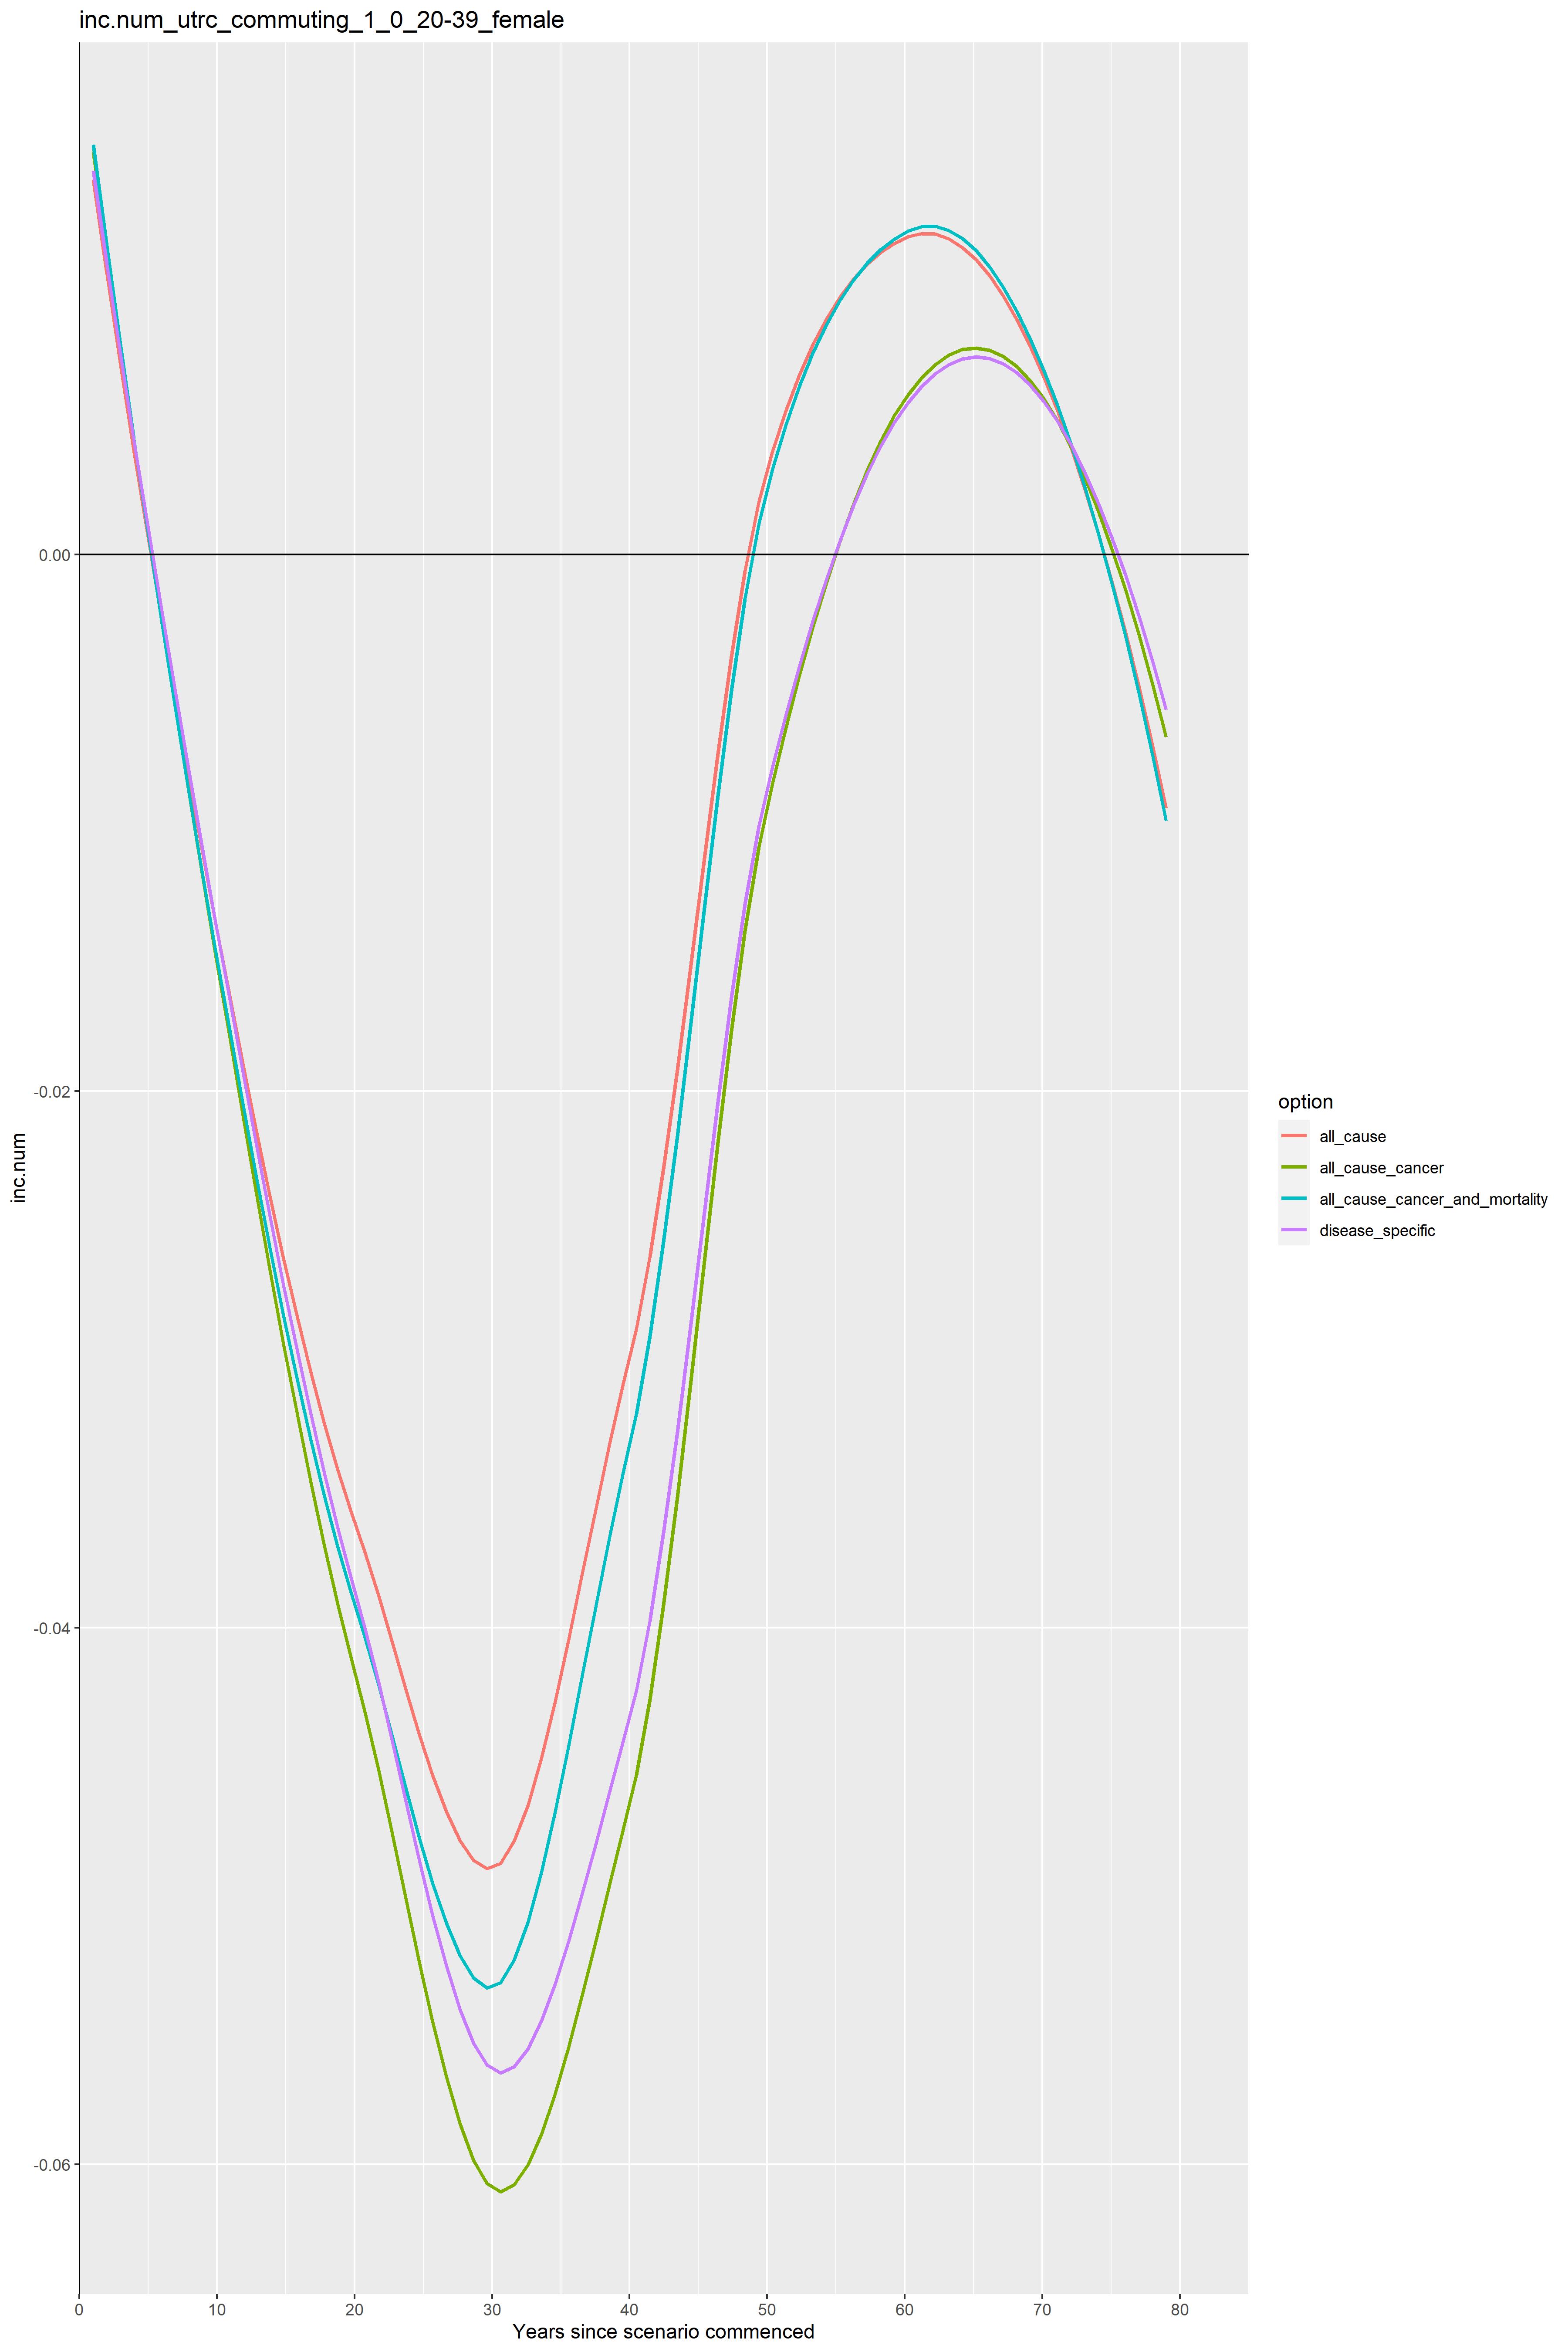 inc.num_utrc_commuting_1_0_20-39_female
0.00
-0.02
-0.04
-0.06
inc.num
0 10 20 30 40 50 60 70 80
Years since scenario commenced
option
all_cause
all_cause_cancer
all_cause_cancer_and_mortality
disease_specific